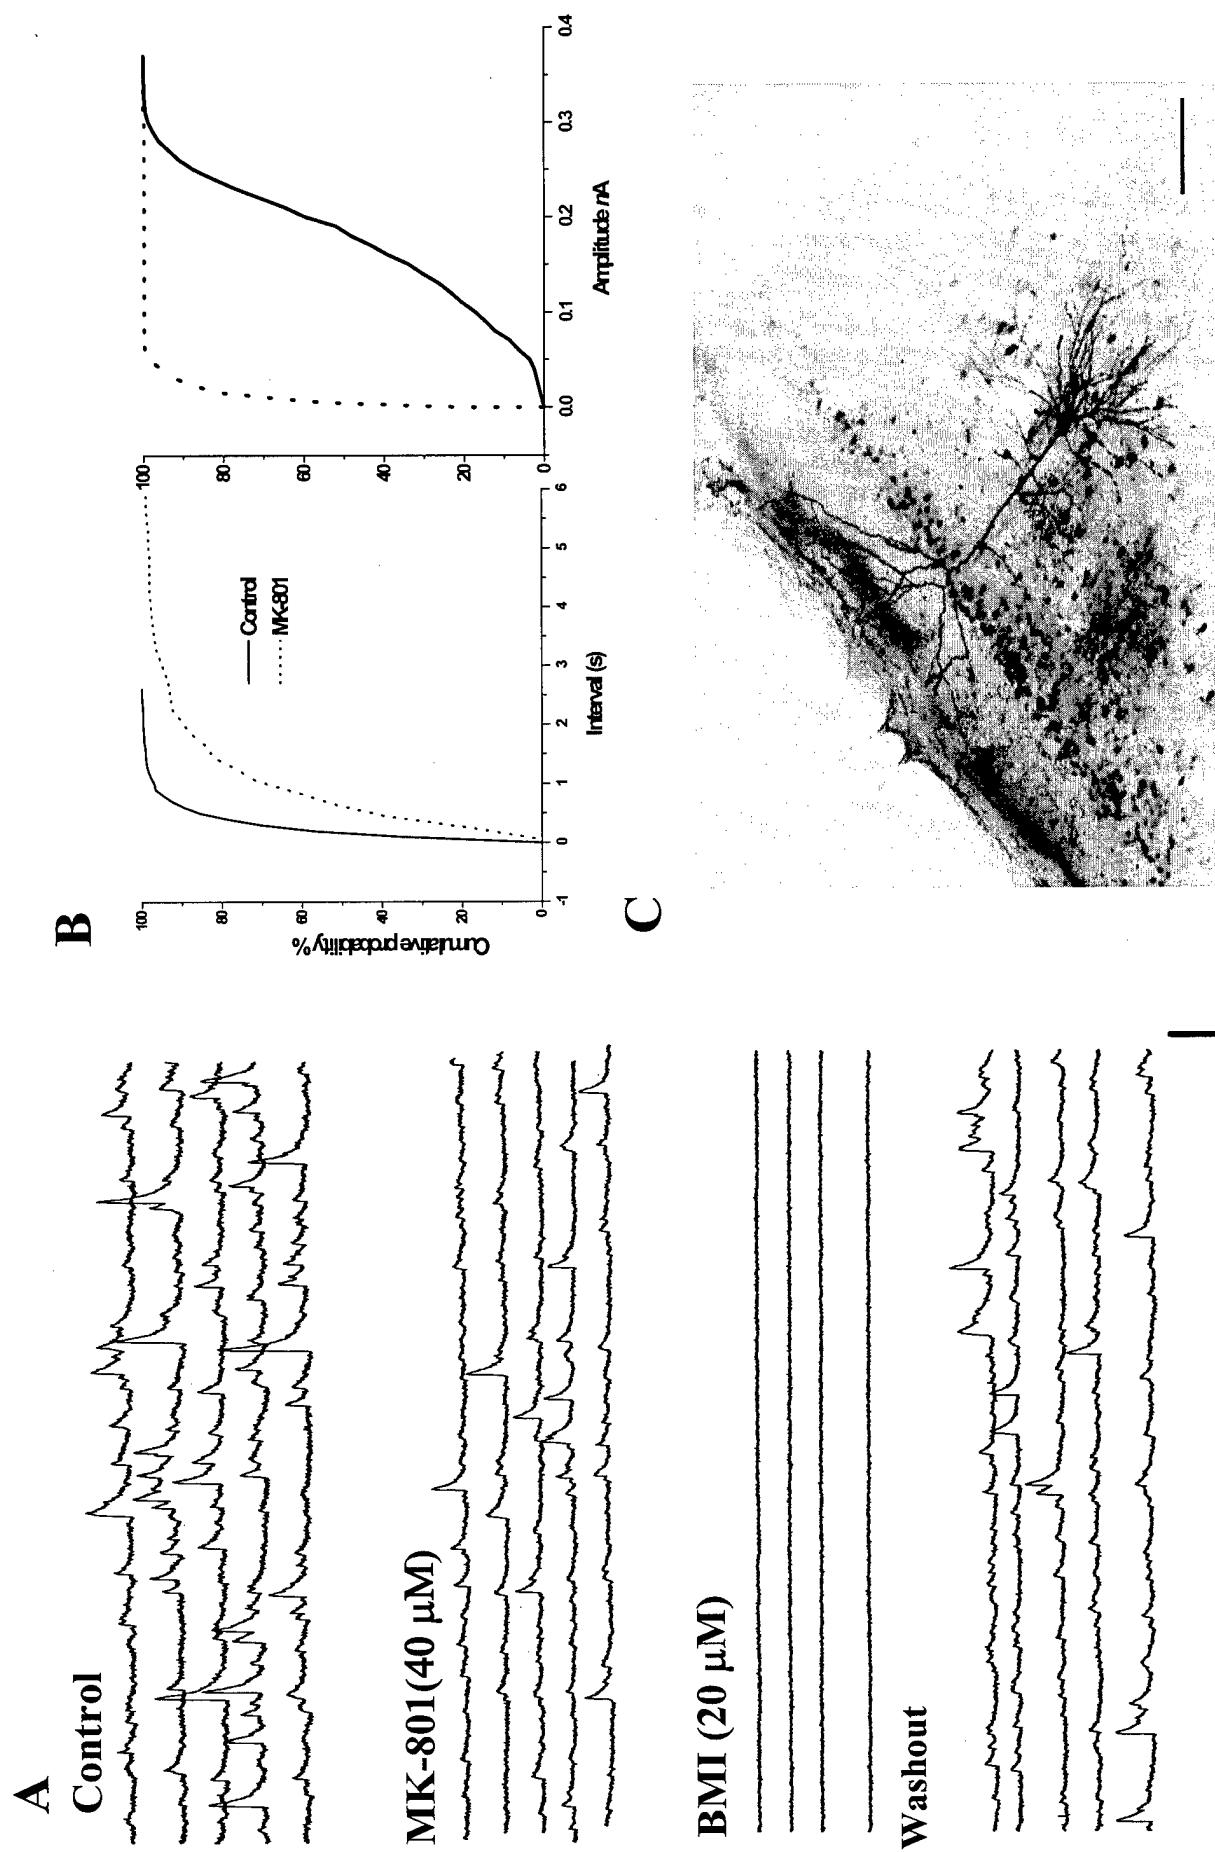 A
Control
MK-801(40 μM)
BMI (20 μM)
Washout
B
Cumulative probability %
100
80
60
40
20
0
-1
0
1
2
3
4
5
6
Interval (s)
Control
MK-801
100
80
60
40
20
0
0.0
0.1
0.2
0.3
0.4
Amplitude nA
C